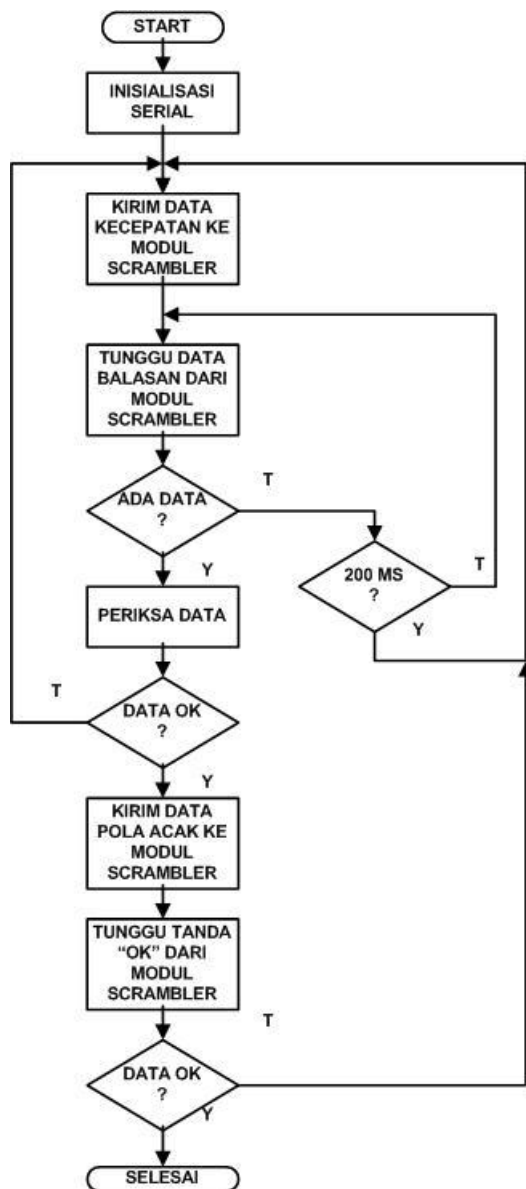 START
INISIALISASI
SERIAL
KIRIM DATA
KECEPATAN KE
MODUL
SCRAMBLER
TUNGGU DATA
BALASAN DARI
MODUL
SCRAMBLER
ADA DATA
?
T
Y
200 MS
?
T
Y
PERIKSA DATA
DATA OK
?
T
Y
KIRIM DATA
POLA ACAK KE
MODUL
SCRAMBLER
TUNGGU TANDA
“OK” DARI
MODUL
SCRAMBLER
T
DATA OK
?
Y
SELESAI